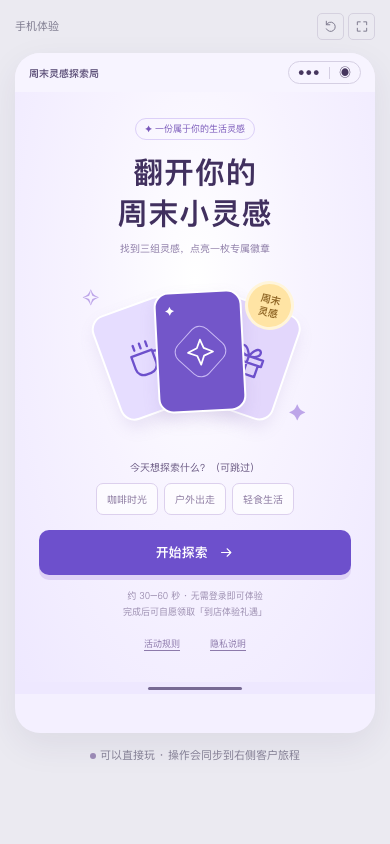 手机体验
周末灵感探索局
✦ 一份属于你的生活灵感
翻开你的
周末小灵感
找到三组灵感，点亮一枚专属徽章
周末
灵感
今天想探索什么？（可跳过）
咖啡时光 户外出走 轻食生活
开始探索 →
约 30—60 秒 · 无需登录即可体验
完成后可自愿领取「到店体验礼遇」
活动规则 隐私说明
可以直接玩 · 操作会同步到右侧客户旅程